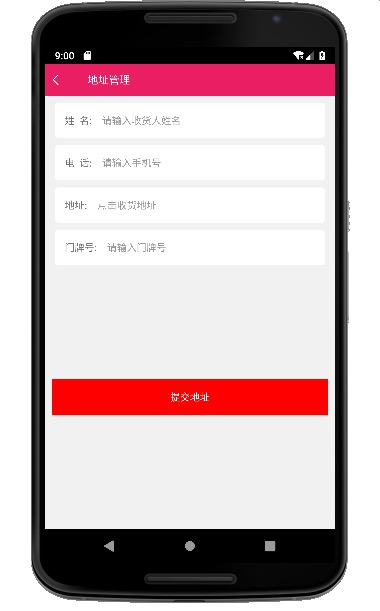 9:00
地址管理
姓 名: 请输入收货人姓名
电 话: 请输入手机号
地址: 点击收货地址
门牌号: 请输入门牌号
提交地址